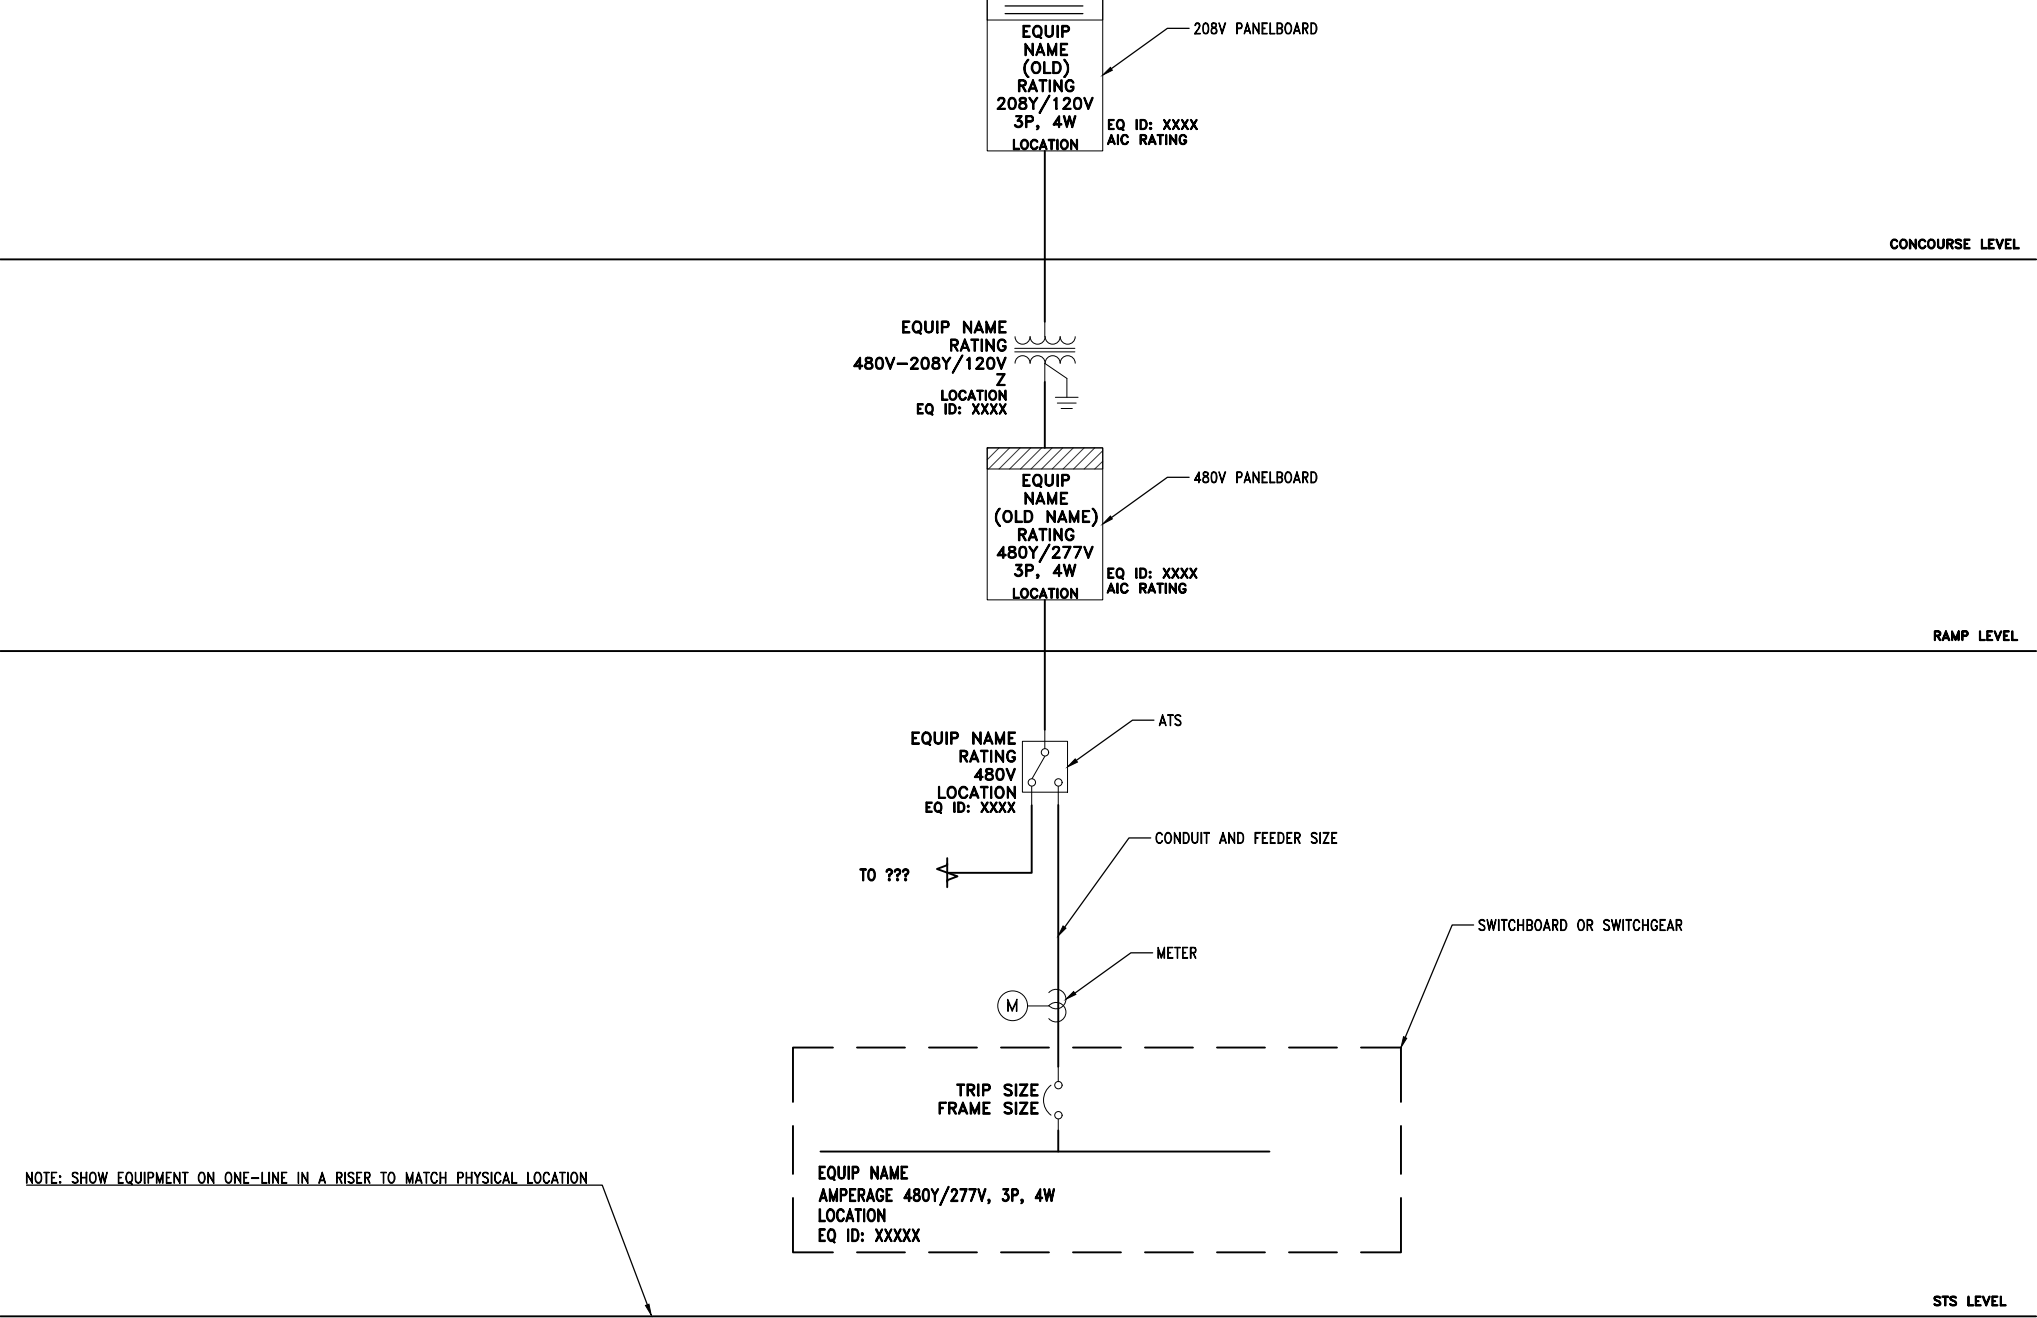 EQUIP
NAME
(OLD)
RATING
208Y/120V
3P, 4W
LOCATION
208V PANELBOARD
EQ ID: XXXX
AIC RATING
CONCOURSE LEVEL
EQUIP NAME
RATING
480V-208Y/120V
Z
LOCATION
EQ ID: XXXX
EQUIP
NAME
(OLD NAME)
RATING
480Y/277V
3P, 4W
LOCATION
480V PANELBOARD
EQ ID: XXXX
AIC RATING
RAMP LEVEL
ATS
EQUIP NAME
RATING
480V
LOCATION
EQ ID: XXXX
CONDUIT AND FEEDER SIZE
TO ???
SWITCHBOARD OR SWITCHGEAR
METER
M
TRIP SIZE
FRAME SIZE
EQUIP NAME
AMPERAGE 480Y/277V, 3P, 4W
LOCATION
EQ ID: XXXXX
NOTE: SHOW EQUIPMENT ON ONE-LINE IN A RISER TO MATCH PHYSICAL LOCATION
STS LEVEL